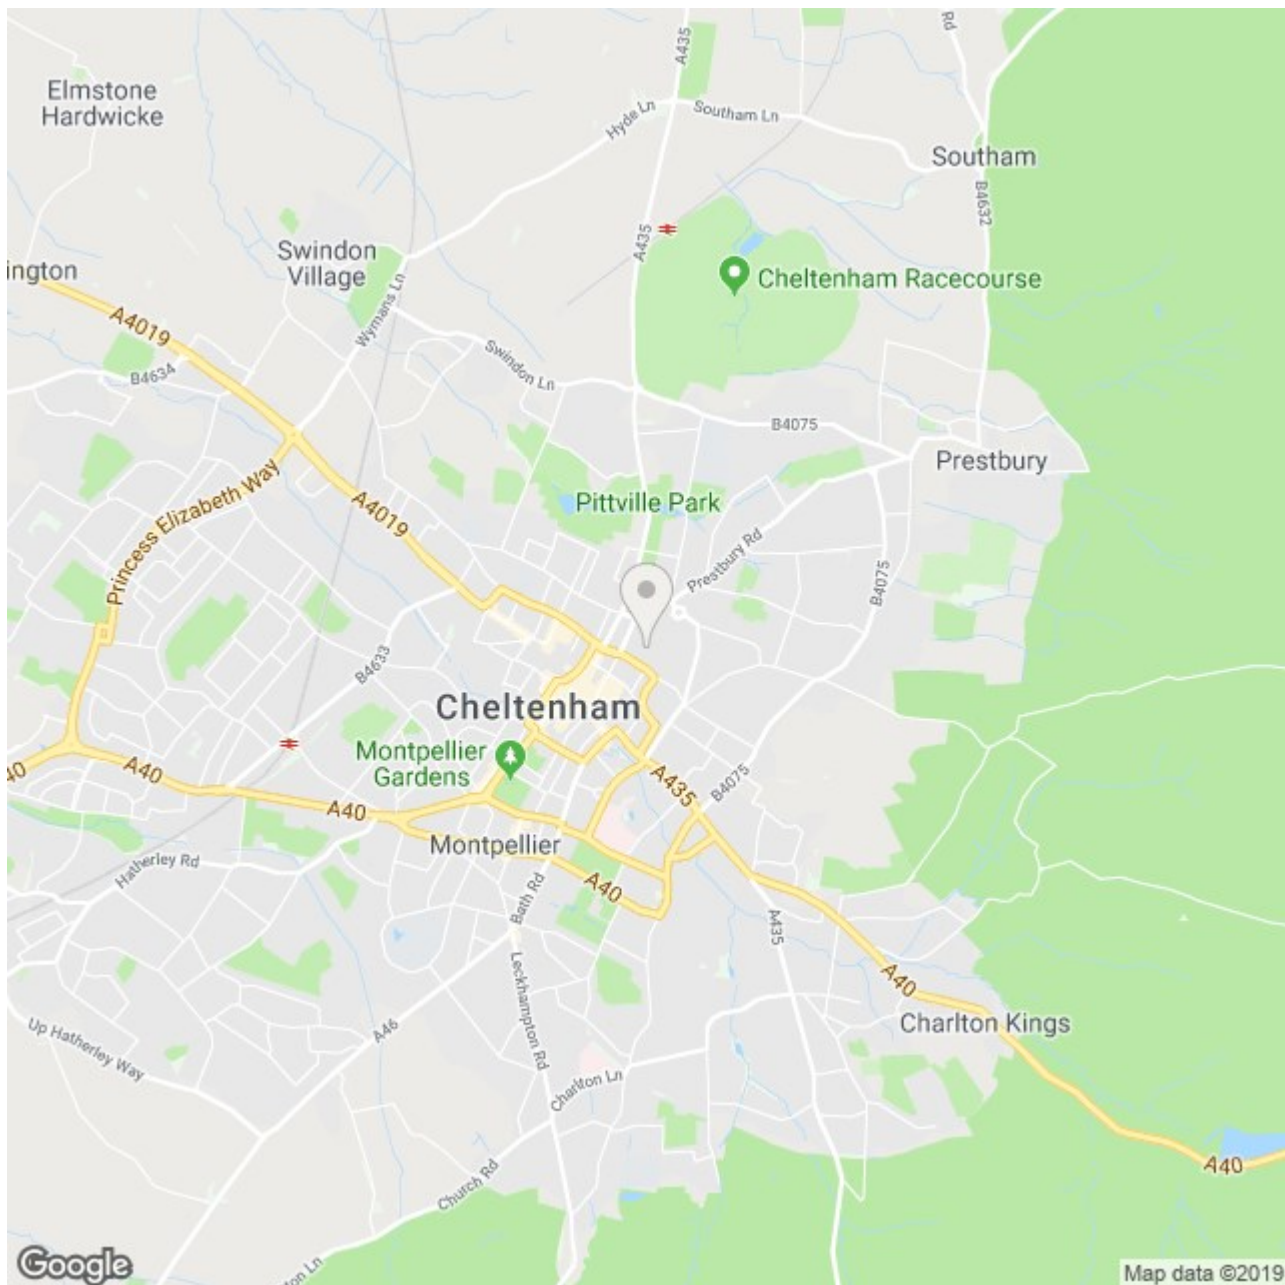 A435
Rd
Elmstone
Hardwicke
Hyde Ln
Southam Ln
Southam
B4632
A435
Swindon
Village
ington
Cheltenham Racecourse
Wymans Ln
A4019
B4634
Swindon Ln
B4075
Prestbury
Princess Elizabeth Way
A4019
Pittville Park
Prestbury Rd
B4075
B4633
Cheltenham
Montpellier
Gardens
40
A40
A40
A435
B4075
Montpellier
Hatherley Rd
A40
Bath Rd
A435
Leckhampton Rd
A40
Charlton Kings
Up Hatherley Way
A46
Charlton Ln
A40
Church Rd
Ln
Google
Map data ©2019